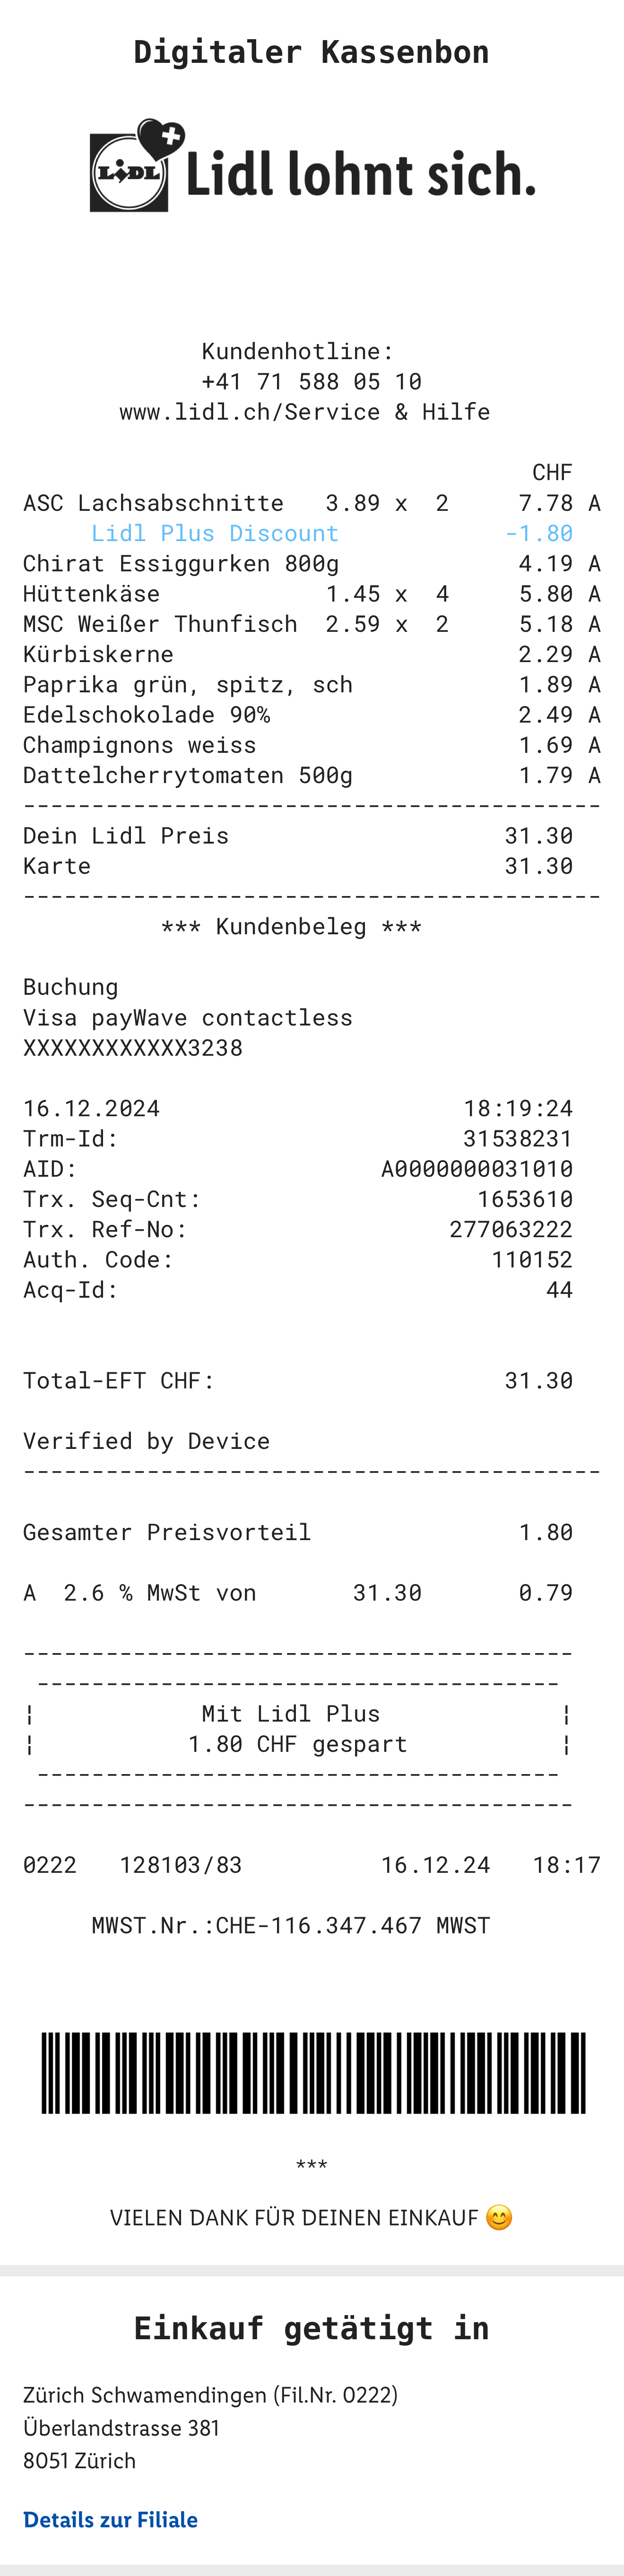 Digitaler Kassenbon
LIDL Lidl lohnt sich.
Kundenhotline:
+41 71 588 05 10
www.lidl.ch/Service & Hilfe
CHF
ASC Lachsabschnitte 3.89 x 2 7.78 A
Lidl Plus Discount -1.80
Chirat Essiggurken 800g 4.19 A
Hüttenkäse 1.45 x 4 5.80 A
MSC Weißer Thunfisch 2.59 x 2 5.18 A
Kürbiskerne 2.29 A
Paprika grün, spitz, sch 1.89 A
Edelschokolade 90% 2.49 A
Champignons weiss 1.69 A
Dattelcherrytomaten 500g 1.79 A
------------------------------------------
Dein Lidl Preis 31.30
Karte 31.30
------------------------------------------
*** Kundenbeleg ***
Buchung
Visa payWave contactless
XXXXXXXXXXXX3238
16.12.2024 18:19:24
Trm-Id: 31538231
AID: A0000000031010
Trx. Seq-Cnt: 1653610
Trx. Ref-No: 277063222
Auth. Code: 110152
Acq-Id: 44
Total-EFT CHF: 31.30
Verified by Device
------------------------------------------
Gesamter Preisvorteil 1.80
A 2.6 % MwSt von 31.30 0.79
----------------------------------------
--------------------------------------
¦ Mit Lidl Plus ¦
¦ 1.80 CHF gespart ¦
--------------------------------------
----------------------------------------
0222 128103/83 16.12.24 18:17
MWST.Nr.:CHE-116.347.467 MWST
***
VIELEN DANK FÜR DEINEN EINKAUF 😊
Einkauf getätigt in
Zürich Schwamendingen (Fil.Nr. 0222)
Überlandstrasse 381
8051 Zürich
Details zur Filiale